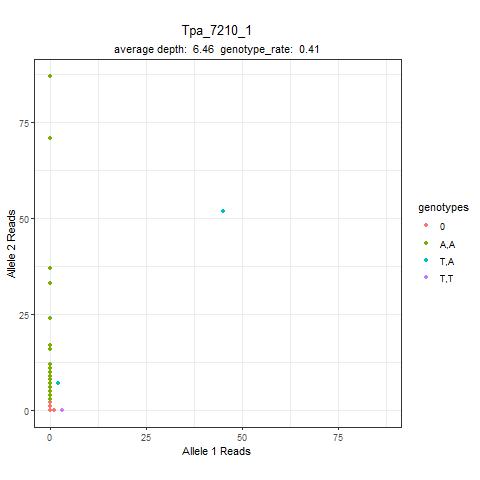 Tpa_7210_1
average depth: 6.46 genotype_rate: 0.41
75
50
25
0
Allele 2 Reads
0 25 50 75
Allele 1 Reads
genotypes
0
A,A
T,A
T,T